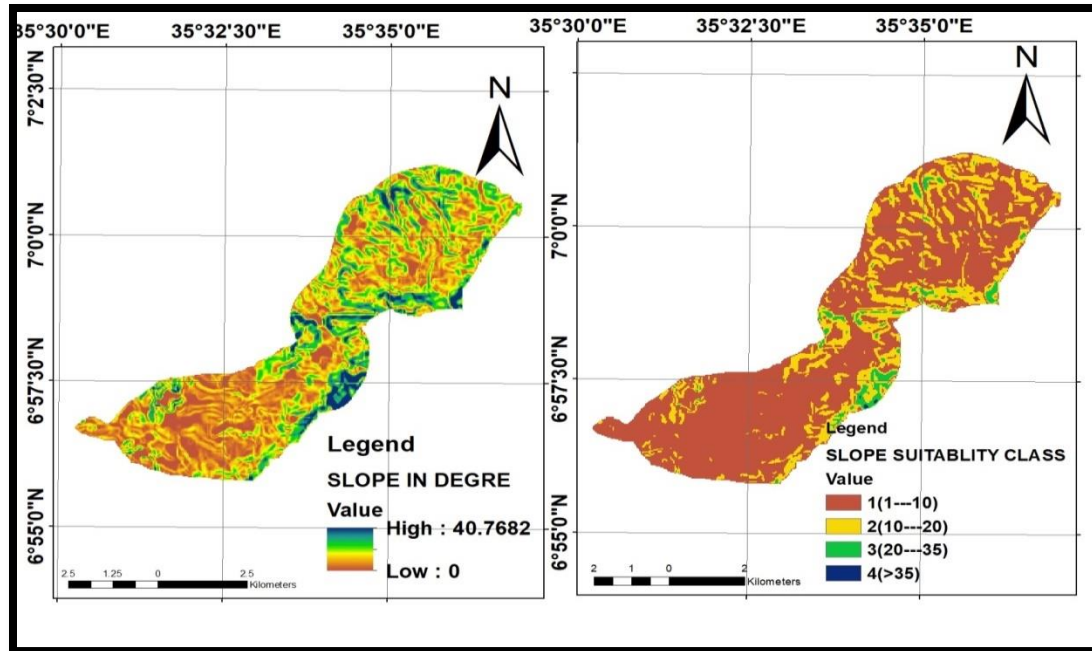 35°30'0"E 35°32'30"E 35°35'0"E
N
7°2'30"N
7°0'0"N
6°57'30"N
6°55'0"N
Legend
SLOPE IN DEGRE
Value
High : 40.7682
Low : 0
2.5 1.25 0 2.5
Kilometers
35°30'0"E 35°35'0"E
N
7°0'0"N
6°57'30"N
6°55'0"N
Legend
SLOPE SUITABLITY CLASS
Value
1(1---10)
2(10---20)
3(20---35)
4(>35)
2 1 0 2
Kilometers